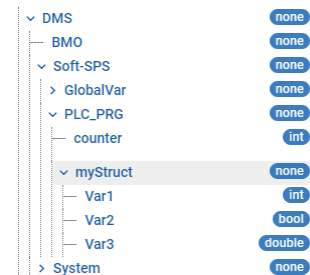 DMS none
BMO none
Soft-SPS none
GlobalVar none
PLC_PRG none
counter int
myStruct none
Var1 int
Var2 bool
Var3 double
System none